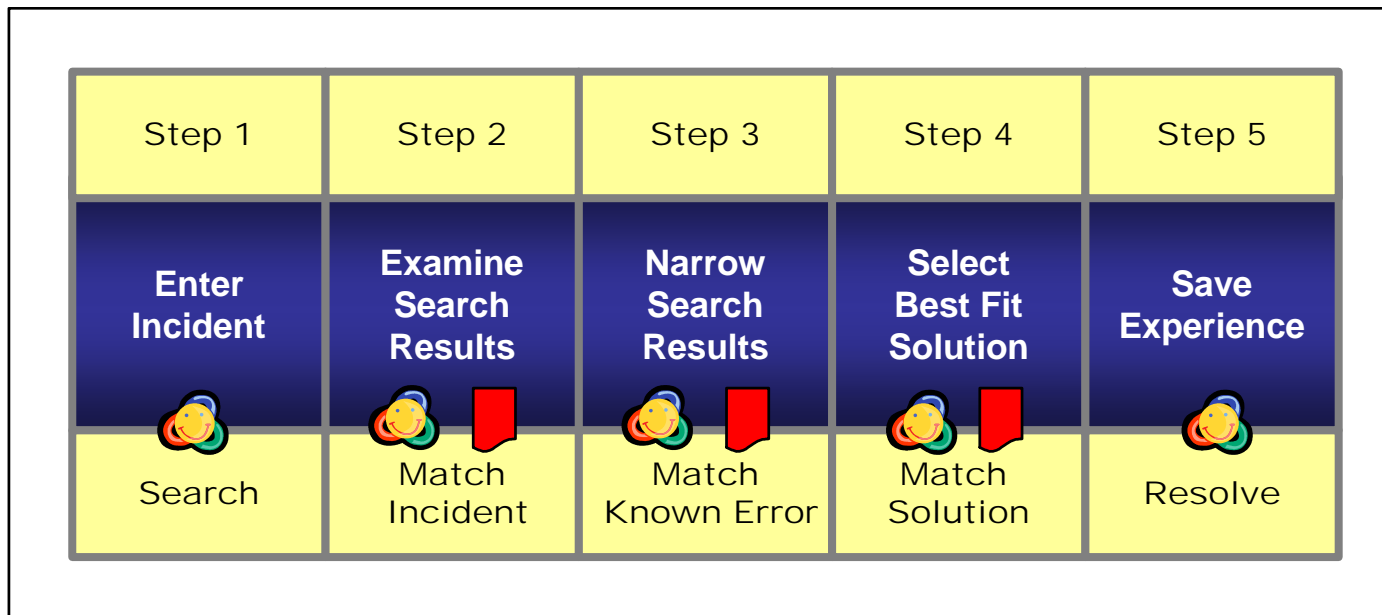 Step 1
Step 2
Step 3
Step 4
Step 5
Enter
Incident
Examine
Search
Results
Narrow
Search
Results
Select
Best Fit
Solution
Save
Experience
Search
Match
Incident
Match
Known Error
Match
Solution
Resolve